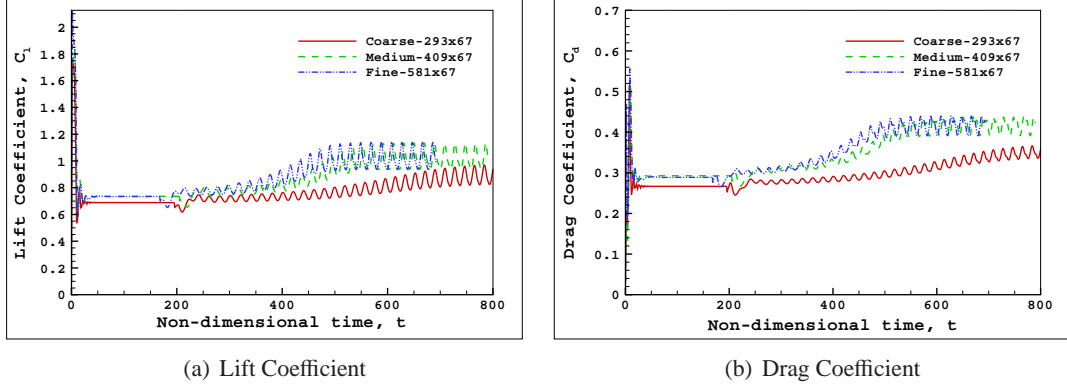 2
1.8
1.6
1.4
1.2
1
0.8
0.6
0.4
0.2
0
Lift Coefficient, C_l
Coarse-293x67
Medium-409x67
Fine-581x67
0 200 400 600 800
Non-dimensional time, t
(a) Lift Coefficient
0.7
0.6
0.5
0.4
0.3
0.2
0.1
0
Drag Coefficient, C_d
Coarse-293x67
Medium-409x67
Fine-581x67
0 200 400 600 800
Non-dimensional time, t
(b) Drag Coefficient